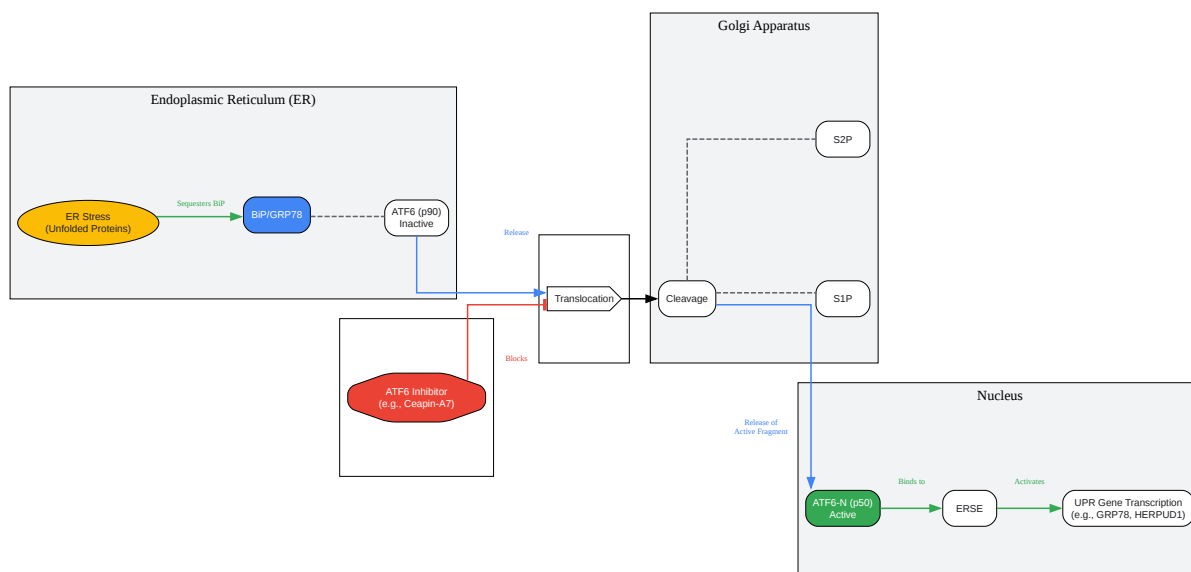 Golgi Apparatus
Endoplasmic Reticulum (ER)
S2P
Sequesters BiP
ER Stress
(Unfolded Proteins)
BiP/GRP78
ATF6 (p90)
Inactive
Release
Translocation
Cleavage
S1P
Blocks
ATF6 Inhibitor
(e.g., Ceapin-A7)
Nucleus
Release of
Active Fragment
Binds to
Activates
ATF6-N (p50)
Active
ERSE
UPR Gene Transcription
(e.g., GRP78, HERPUD1)